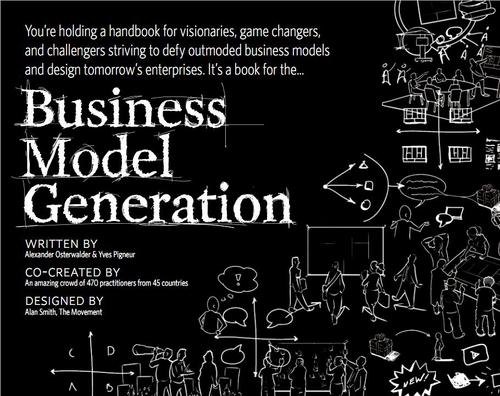 You're holding a handbook for visionaries, game changers,
and challengers striving to defy outmoded business models
and design tomorrow's enterprises. It's a book for the...
Business
Model
Generation
WRITTEN BY
Alexander Osterwalder & Yves Pigneur
CO-CREATED BY
An amazing crowd of 470 practitioners from 45 countries
DESIGNED BY
Alan Smith, The Movement
C D
A B
NEW!